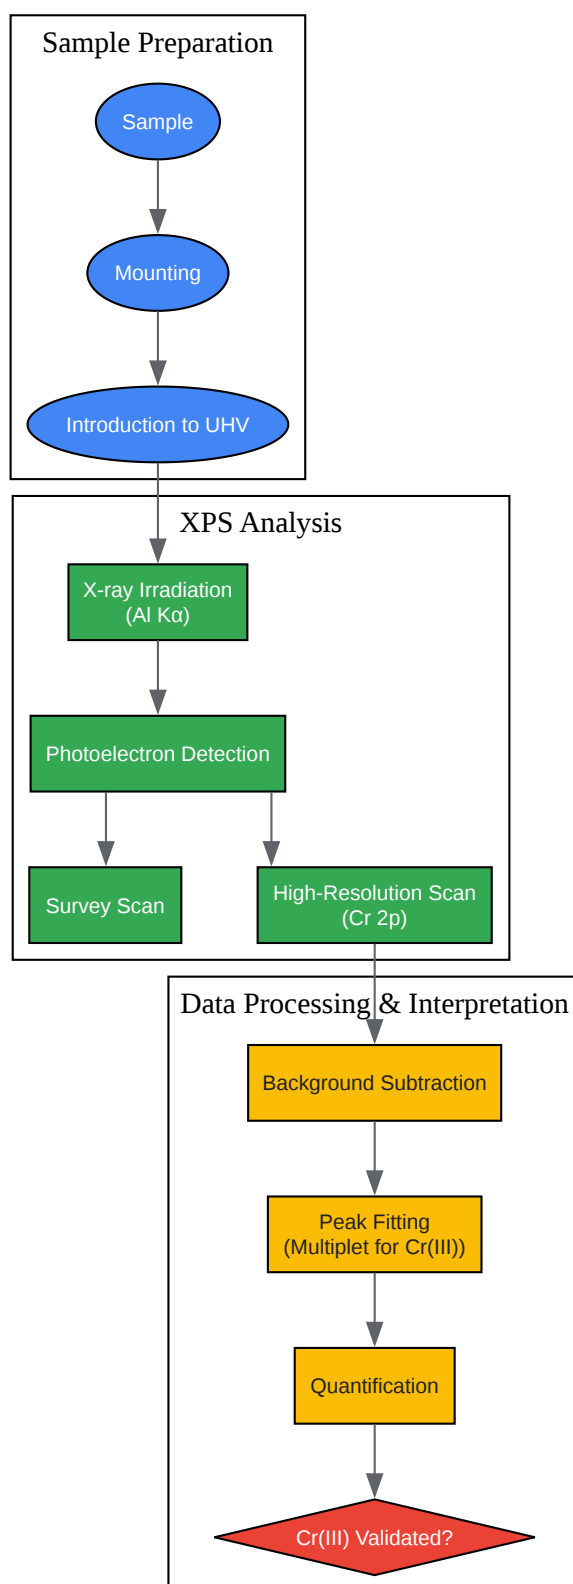 Sample Preparation
Sample
Mounting
Introduction to UHV
XPS Analysis
X-ray Irradiation
(Al Kα)
Photoelectron Detection
Survey Scan
High-Resolution Scan
(Cr 2p)
Data Processing & Interpretation
Background Subtraction
Peak Fitting
(Multiplet for Cr(III))
Quantification
Cr(III) Validated?